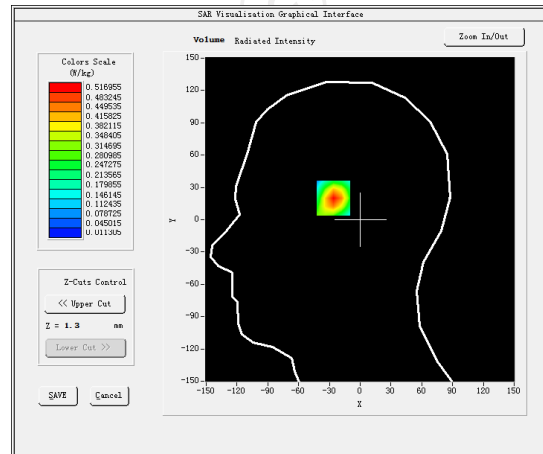 SAR Visualisation Graphical Interface
Volume Radiated Intensity
Zoom In/Out
Colors Scale
(W/kg)
0.516955
0.483245
0.449535
0.415825
0.382115
0.348405
0.314695
0.280985
0.247275
0.213565
0.179855
0.146145
0.112435
0.078725
0.045015
0.011305
Z-Cuts Control
<< Upper Cut
Z = 1.3 mm
Lower Cut >>
SAVE Cancel
150
120
90
60
30
Y 0
-30
-60
-90
-120
-150
-150 -120 -90 -60 -30 0 30 60 90 120 150
X